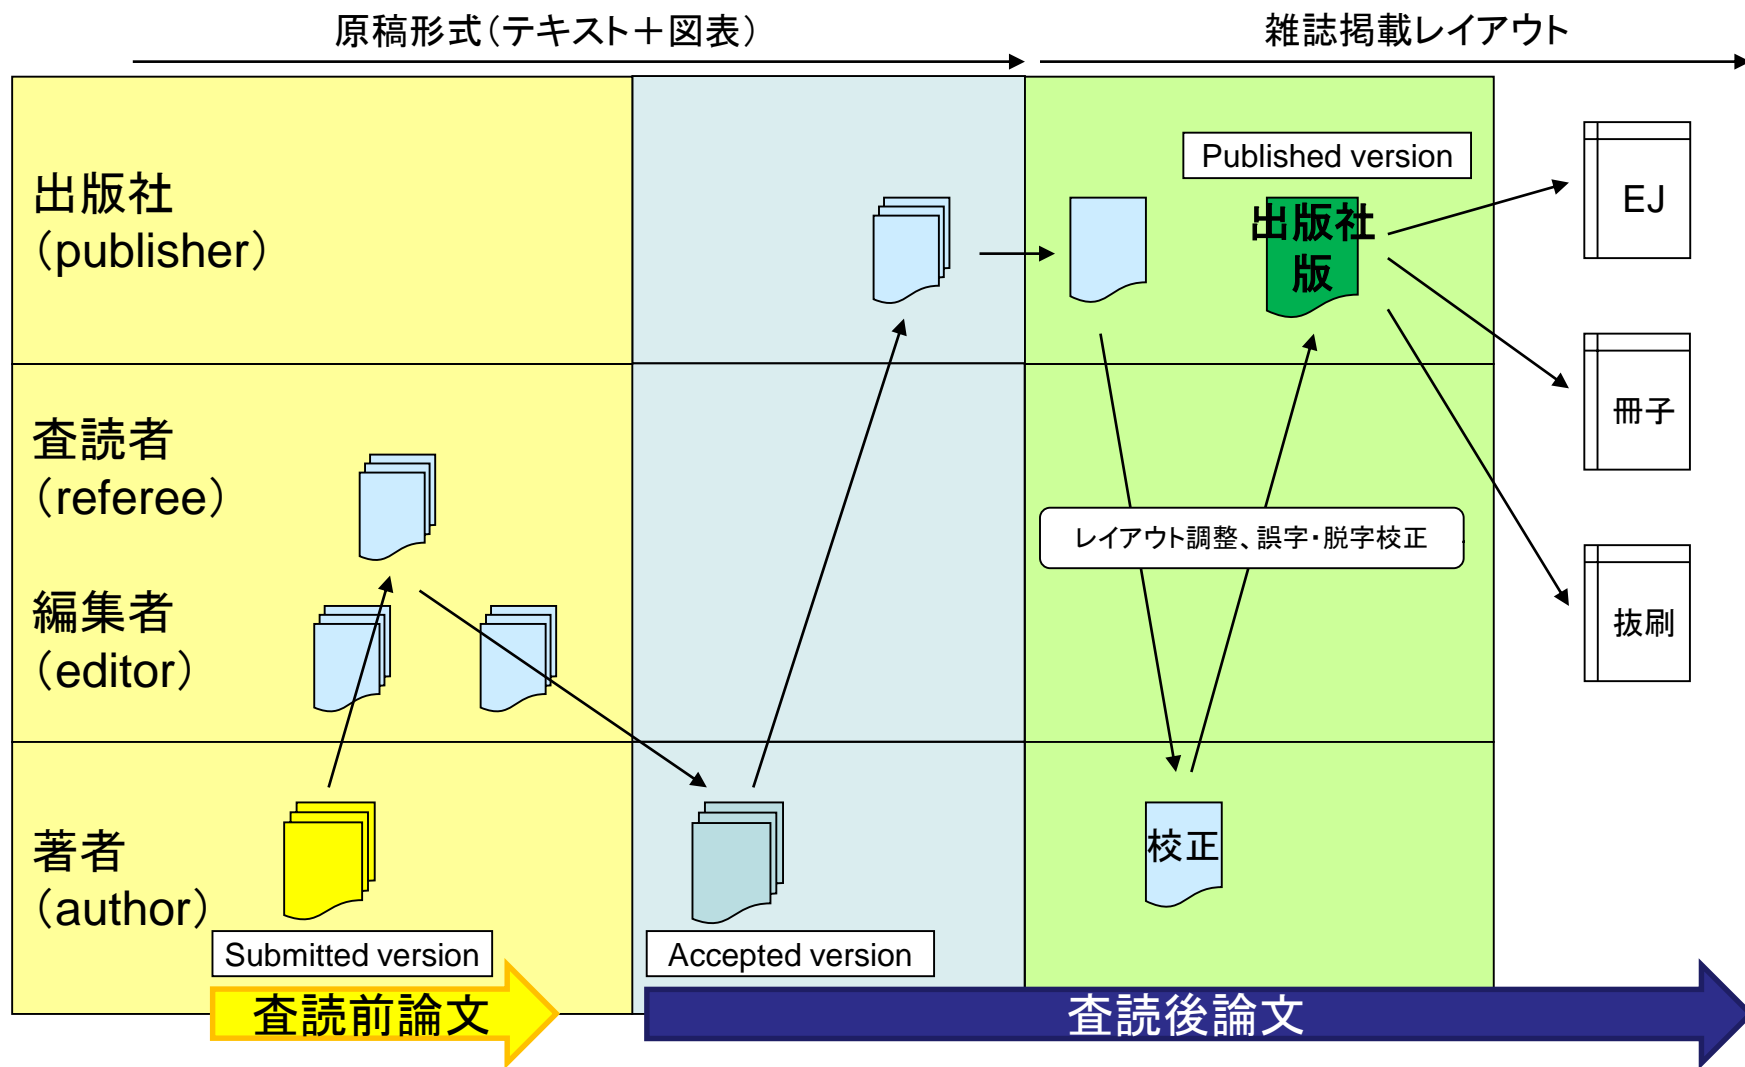 原稿形式（テキスト＋図表）
雑誌掲載レイアウト
出版社
（publisher）
Published version
出版社
版
EJ
冊子
抜刷
査読者
（referee）
レイアウト調整、誤字・脱字校正
編集者
（editor）
著者
（author）
校正
Submitted version
Accepted version
査読前論文
査読後論文